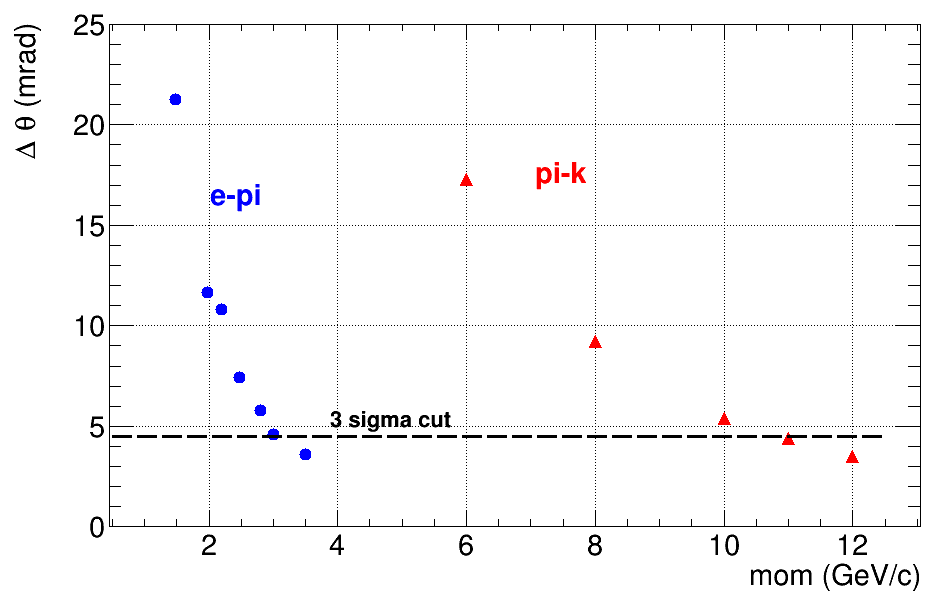 Δ θ (mrad)
25
20
15
10
5
0
e-pi
pi-k
3 sigma cut
2 4 6 8 10 12
mom (GeV/c)